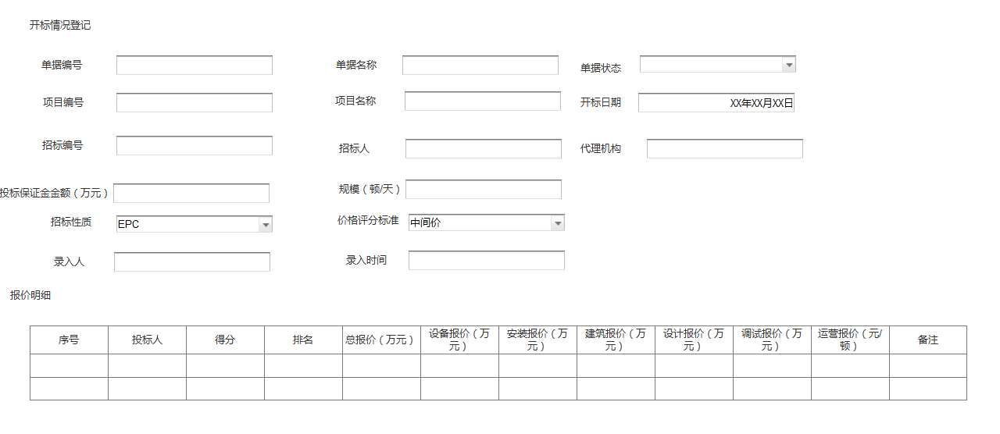 开标情况登记
单据编号
单据名称
单据状态
项目编号
项目名称
开标日期
XX年XX月XX日
招标编号
招标人
代理机构
投标保证金金额（万元）
规模（顿/天）
招标性质
EPC
价格评分标准
中间价
录入人
录入时间
报价明细
序号
投标人
得分
排名
总报价（万元）
设备报价（万
元）
安装报价（万
元）
建筑报价（万
元）
设计报价（万
元）
调试报价（万
元）
运营报价（元/
顿）
备注